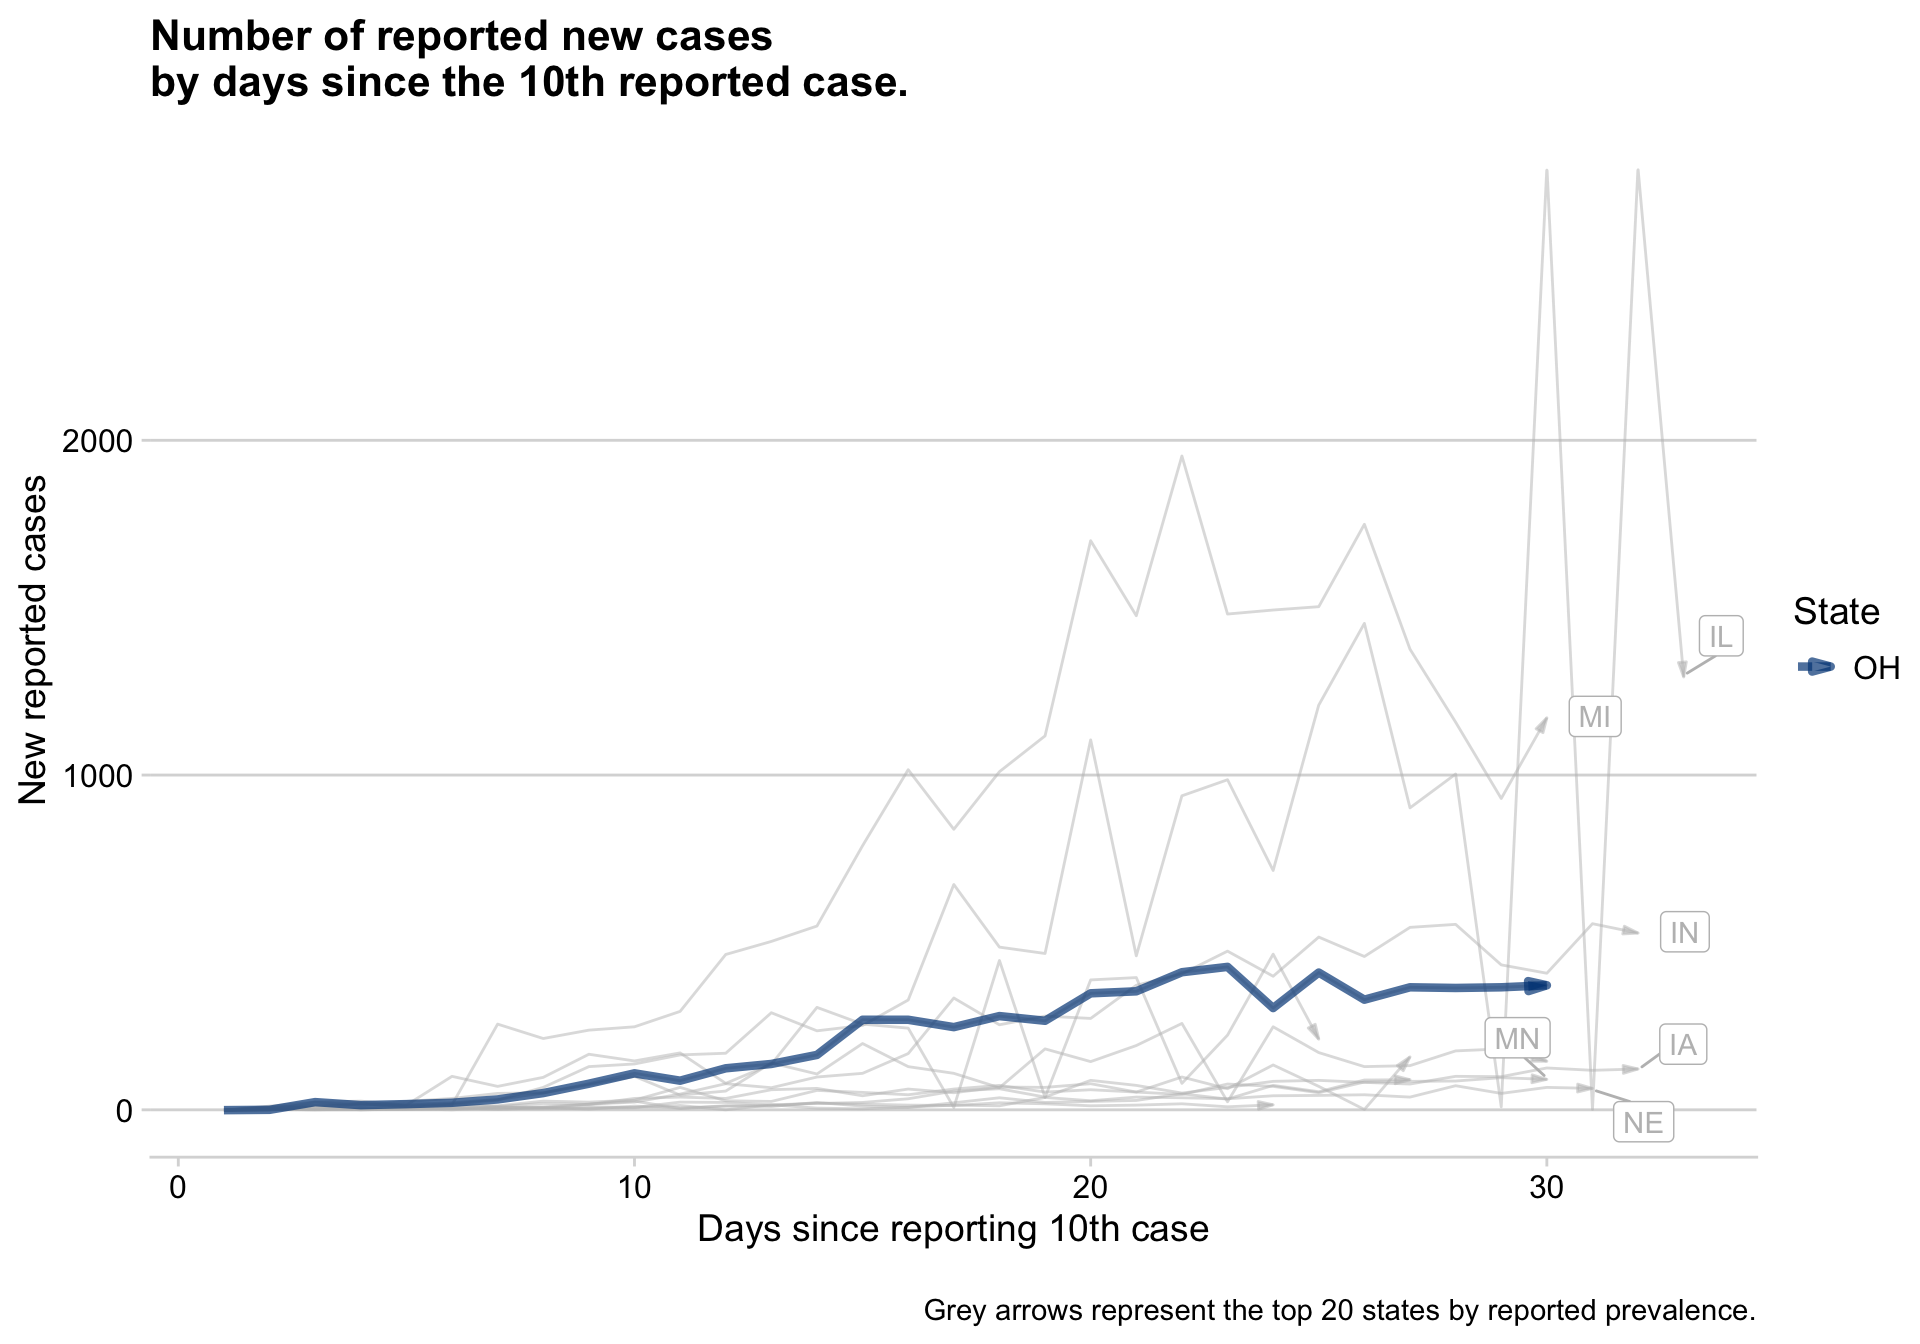 Number of reported new cases
by days since the 10th reported case.
New reported cases
2000
1000
0
IL
MI
IN
MN
IA
NE
State
OH
0
10
20
30
Days since reporting 10th case
Grey arrows represent the top 20 states by reported prevalence.